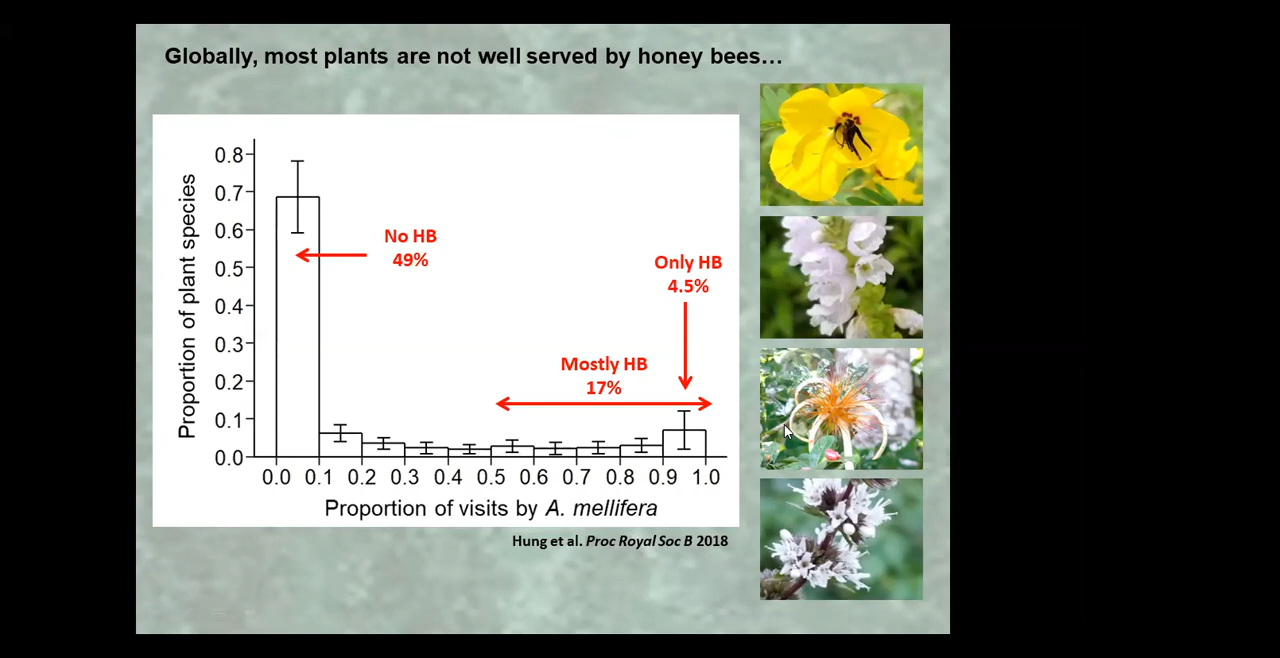 Globally, most plants are not well served by honey bees…
0.8
0.7
0.6
0.5
0.4
0.3
0.2
0.1
0.0
Proportion of plant species
No HB
49%
Only HB
4.5%
Mostly HB
17%
0.0 0.1 0.2 0.3 0.4 0.5 0.6 0.7 0.8 0.9 1.0
Proportion of visits by A. mellifera
Hung et al. Proc Royal Soc B 2018